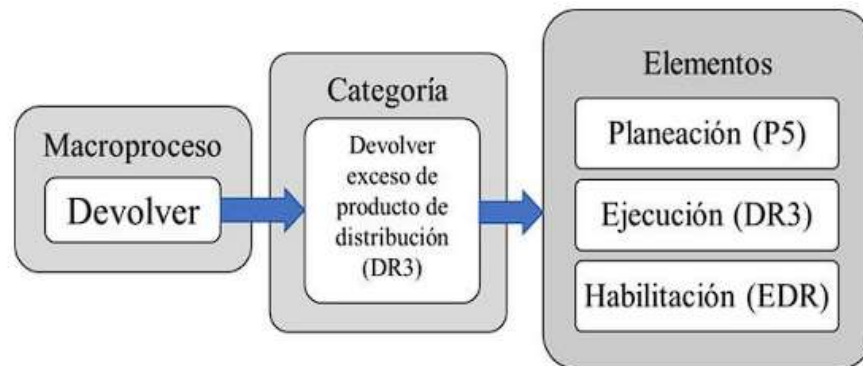 Macroproceso
Devolver
Categoría
Devolver
exceso de
producto de
distribución
(DR3)
Elementos
Planeación (P5)
Ejecución (DR3)
Habilitación (EDR)